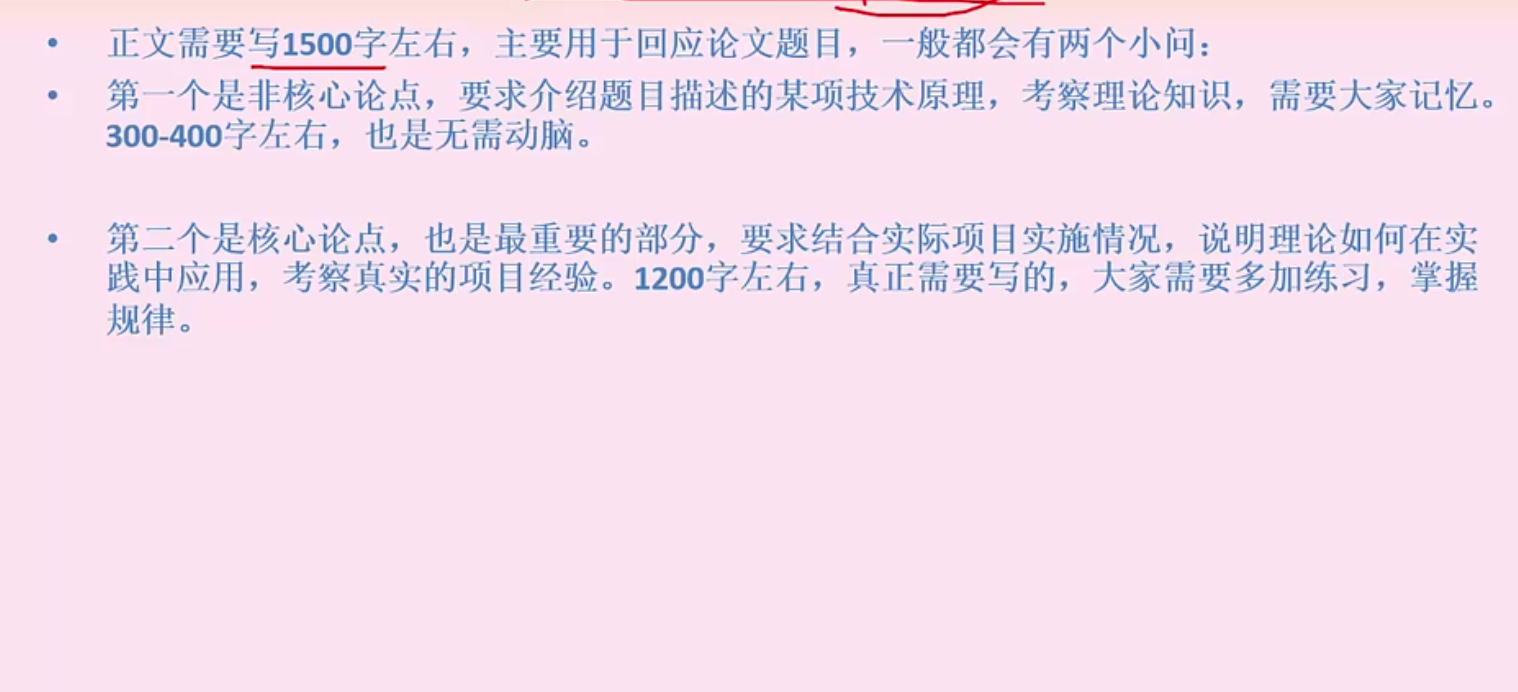 • 正文需要写1500字左右，主要用于回应论文题目，一般都会有两个小问：
• 第一个是非核心论点，要求介绍题目描述的某项技术原理，考察理论知识，需要大家记忆。
300-400字左右，也是无需动脑。
• 第二个是核心论点，也是最重要的部分，要求结合实际项目实施情况，说明理论如何在实
践中应用，考察真实的项目经验。1200字左右，真正需要写的，大家需要多加练习，掌握
规律。